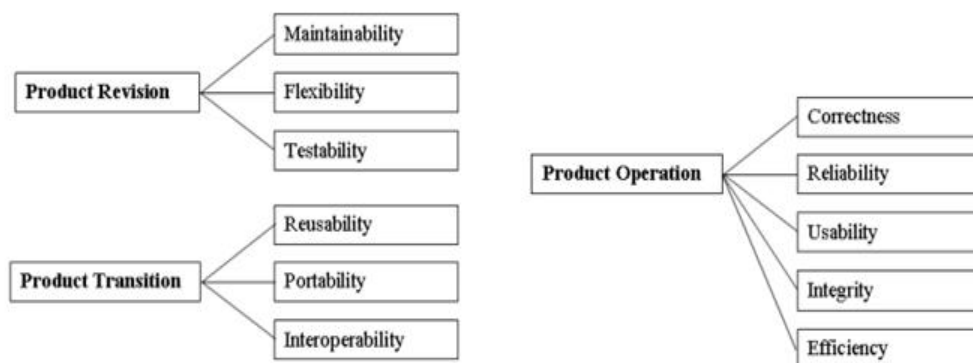 Product Revision
Maintainability
Flexibility
Testability
Product Transition
Reusability
Portability
Interoperability
Product Operation
Correctness
Reliability
Usability
Integrity
Efficiency